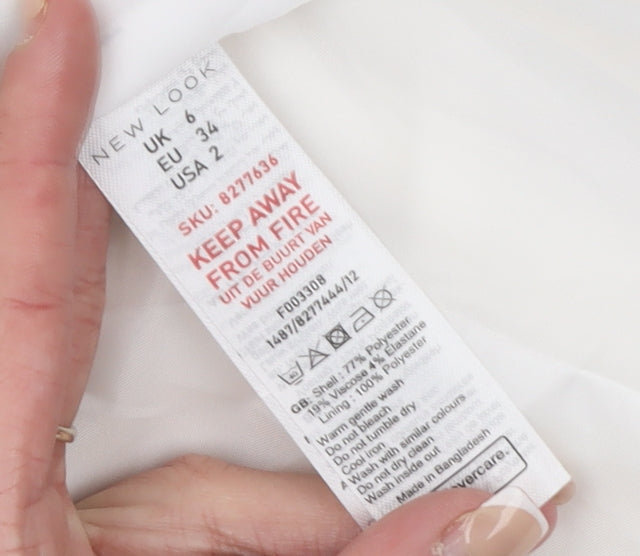 NEW LOOK
UK 6
EU 34
USA 2
SKU: 8277636
KEEP AWAY
FROM FIRE
UIT DE BUURT VAN
VUUR HOUDEN
F003308
1487/8277444/12
GB: Shell : 77% Polyester
19% Viscose 4% Elastane
Lining : 100% Polyester
Warm gentle wash
Do not bleach
Do not tumble dry
Cool iron
Wash with similar colours
Do not dry clean
Wash inside out
Made in Bangladesh